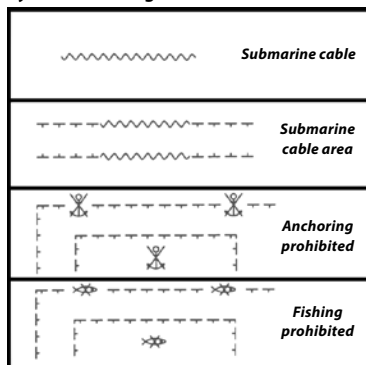 Submarine cable
Submarine
cable area
Anchoring
prohibited
Fishing
prohibited